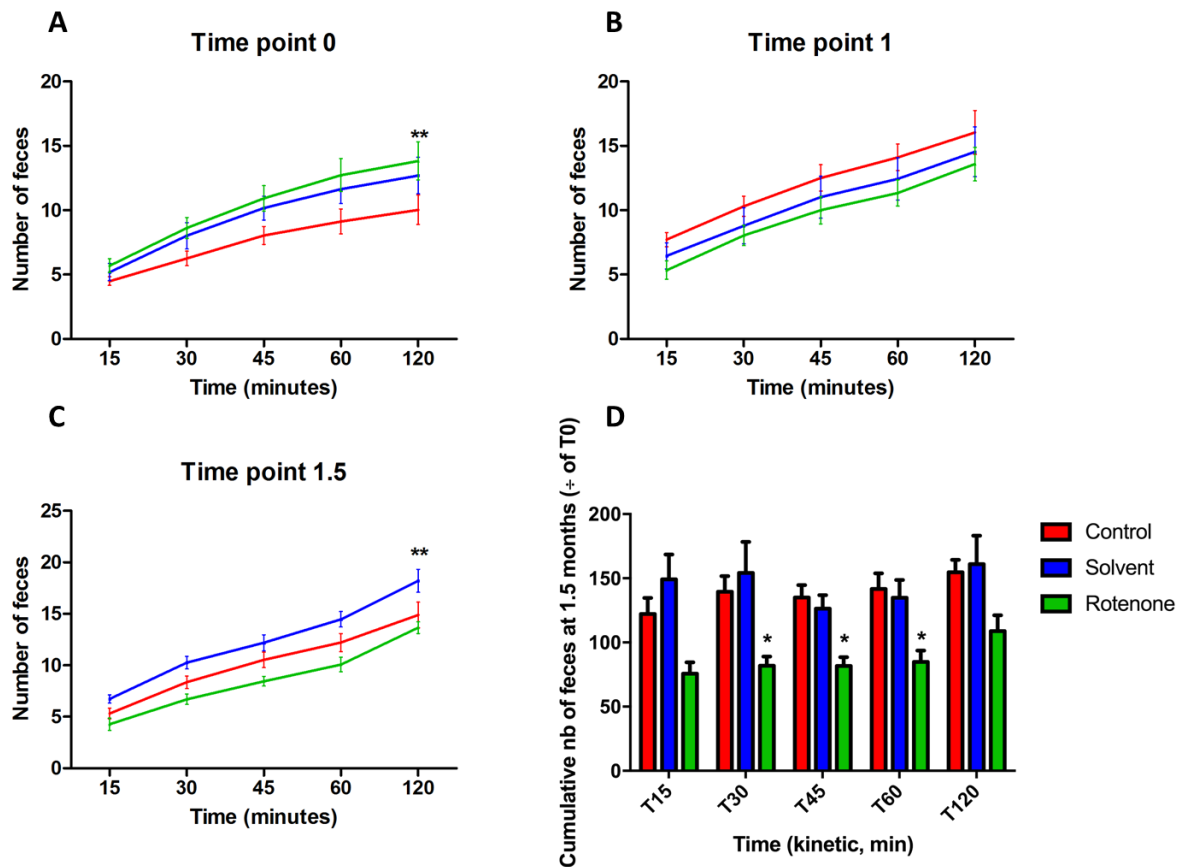 A
Time point 0
Number of feces
20
15
10
5
0
**
15 30 45 60 120
Time (minutes)
B
Time point 1
Number of feces
20
15
10
5
0
15 30 45 60 120
Time (minutes)
C
Time point 1.5
Number of feces
25
20
15
10
5
0
**
15 30 45 60 120
Time (minutes)
D
Cumulative nb of feces at 1.5 months (÷ of T0)
200
150
100
50
0
* * *
T15 T30 T45 T60 T120
Time (kinetic, min)
Control
Solvent
Rotenone